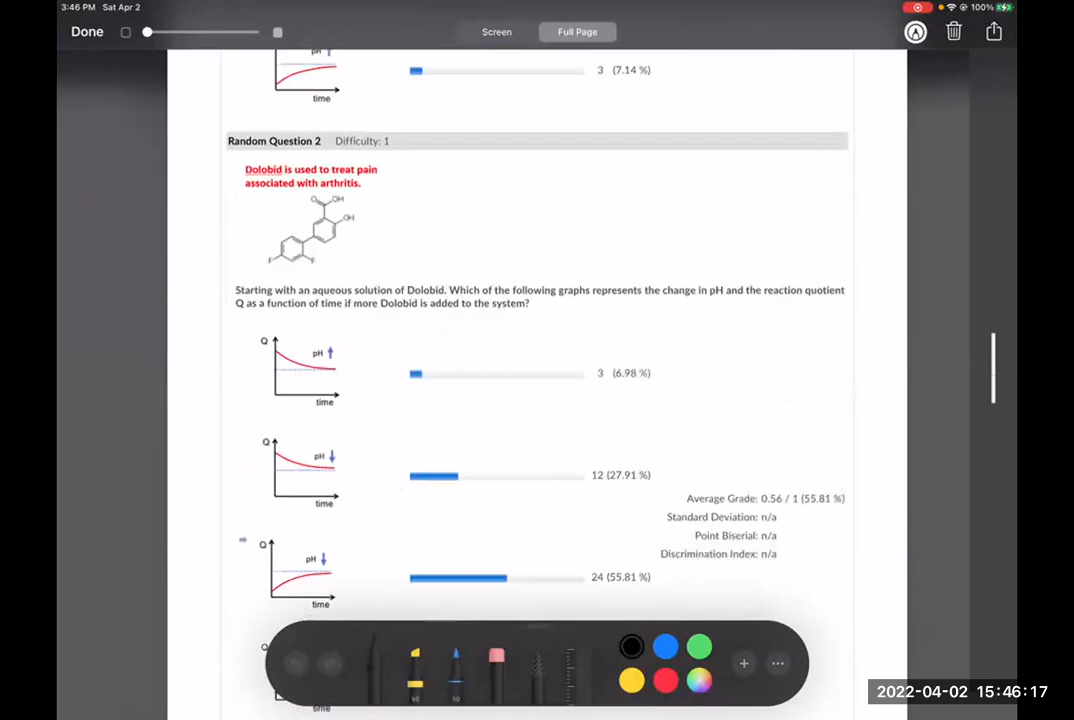 3:46 PM Sat Apr 2
100%
Done
Screen
Full Page
pH
3 (7.14 %)
time
Random Question 2 Difficulty: 1
Dolobid is used to treat pain
associated with arthritis.
O
OH
OH
F
F
Starting with an aqueous solution of Dolobid. Which of the following graphs represents the change in pH and the reaction quotient
Q as a function of time if more Dolobid is added to the system?
Q
pH
3 (6.98 %)
time
Q
pH
12 (27.91 %)
time
Average Grade: 0.56 / 1 (55.81 %)
Standard Deviation: n/a
Point Biserial: n/a
Discrimination Index: n/a
Q
pH
24 (55.81 %)
time
Q
50
time
2022-04-02 15:46:17